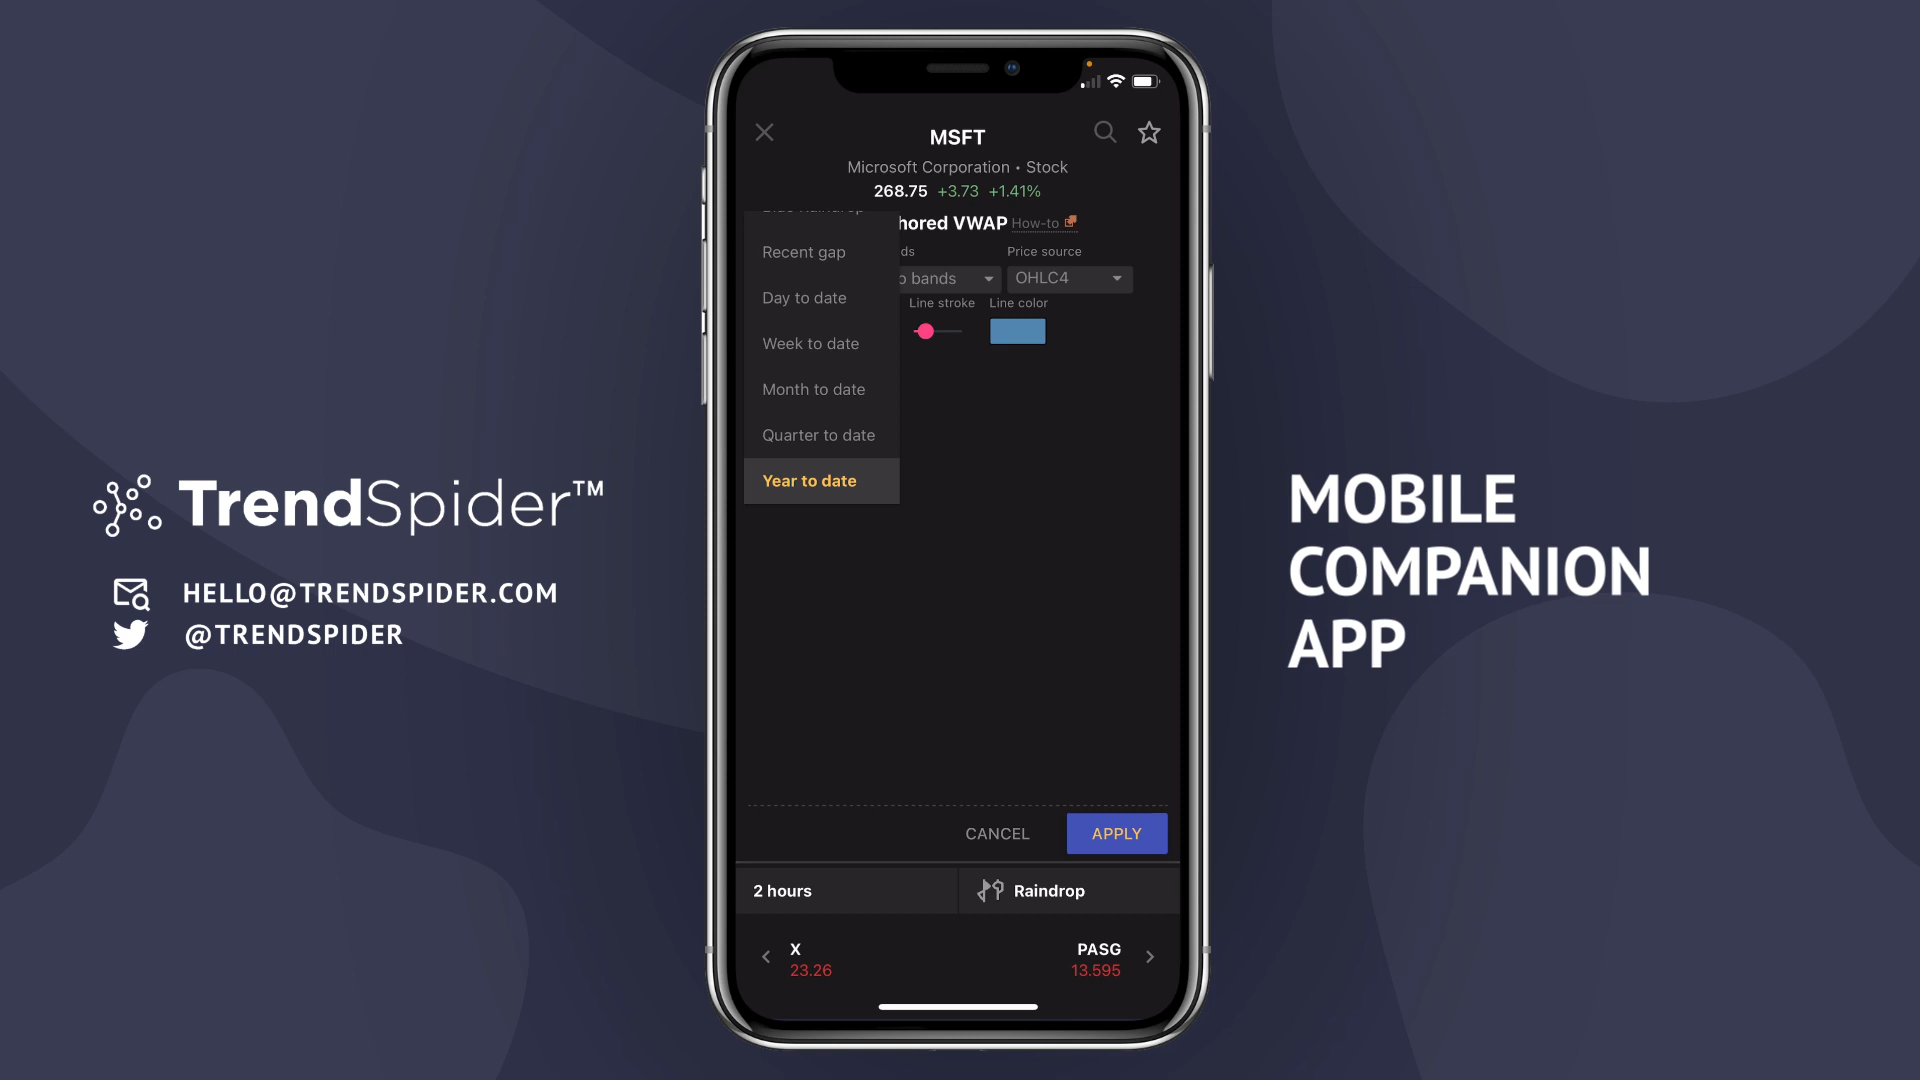 MSFT
Microsoft Corporation • Stock
268.75 +3.73 +1.41%
hored VWAP How-to
Recent gap
ds
Price source
bands
OHLC4
Day to date
Line stroke
Line color
Week to date
Month to date
Quarter to date
Year to date
CANCEL
APPLY
2 hours
Raindrop
X
23.26
PASG
13.595
TrendSpider™
HELLO@TRENDSPIDER.COM
@TRENDSPIDER
MOBILE
COMPANION
APP